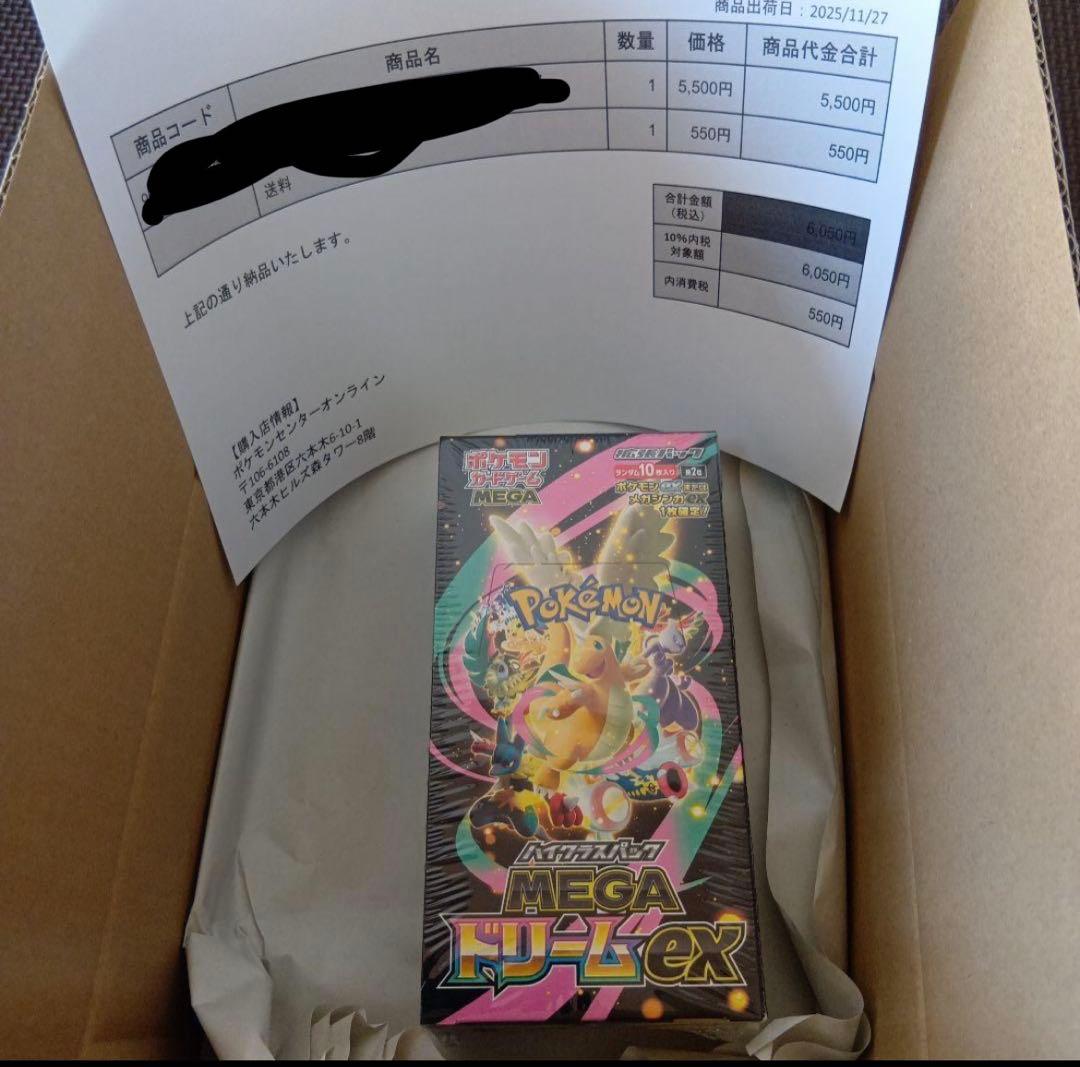 商品出荷日：2025/11/27
商品コード 商品名 数量 価格 商品代金合計
1 5,500円 5,500円
送料 1 550円 550円
合計金額
（税込） 6,050円
10%内税
対象額 6,050円
内消費税 550円
上記の通り納品いたします。
【購入店情報】
ポケモンセンターオンライン
〒106-6108
東京都港区六本木6-10-1
六本木ヒルズ森タワー8階
ポケモン
カードゲーム
MEGA
拡張パック
ランダム10枚入り
ポケモンexまたは
メガシンカex
1枚確定!
POKéMON
ハイクラスパック
MEGA
ドリームex